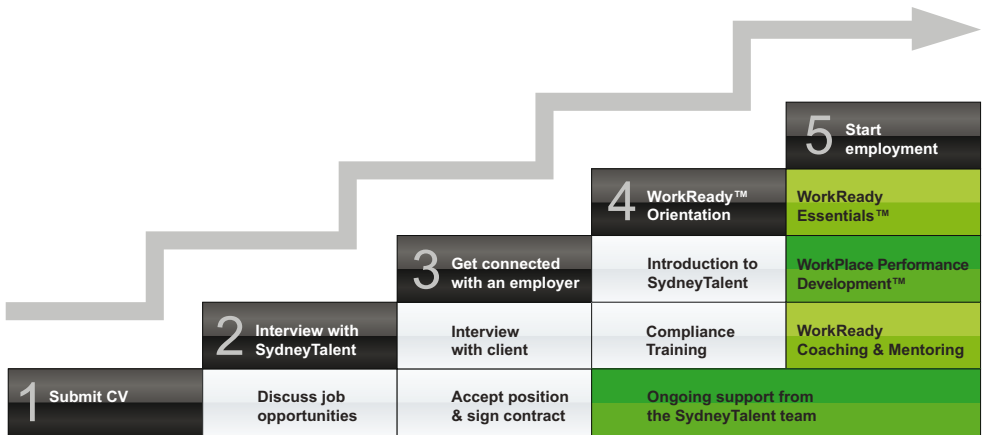 1 Submit CV
2 Interview with
SydneyTalent
Discuss job
opportunities
3 Get connected
with an employer
Interview
with client
Accept position
& sign contract
4 WorkReady™
Orientation
Introduction to
SydneyTalent
Compliance
Training
5 Start
employment
WorkReady
Essentials™
WorkPlace Performance
Development™
WorkReady
Coaching & Mentoring
Ongoing support from
the SydneyTalent team